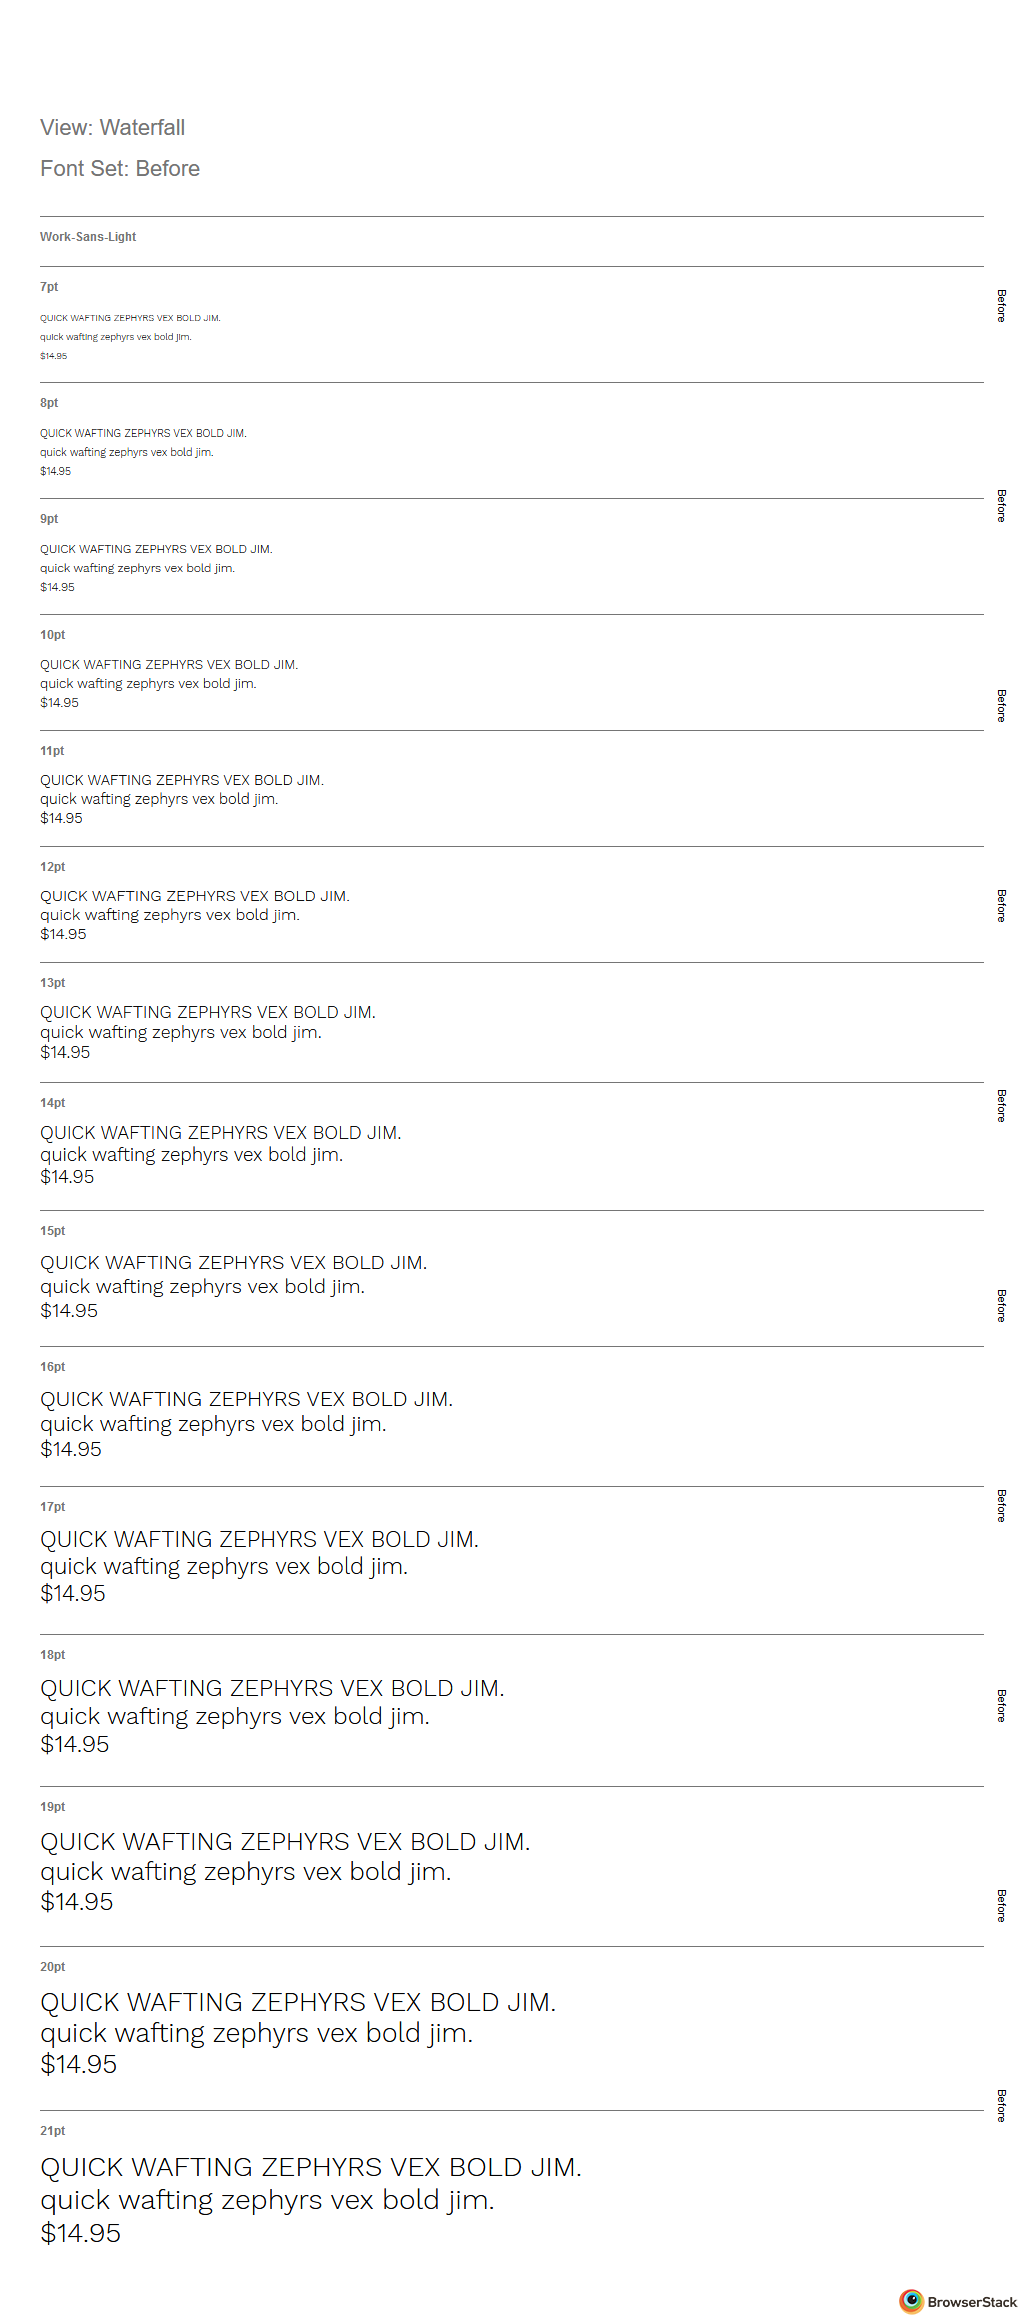 View: Waterfall
Font Set: Before
Work-Sans-Light
7pt
Before
QUICK WAFTING ZEPHYRS VEX BOLD JIM.
quick wafting zephyrs vex bold jim.
$14.95
8pt
QUICK WAFTING ZEPHYRS VEX BOLD JIM.
quick wafting zephyrs vex bold jim.
$14.95
Before
9pt
QUICK WAFTING ZEPHYRS VEX BOLD JIM.
quick wafting zephyrs vex bold jim.
$14.95
10pt
QUICK WAFTING ZEPHYRS VEX BOLD JIM.
quick wafting zephyrs vex bold jim.
$14.95
Before
11pt
QUICK WAFTING ZEPHYRS VEX BOLD JIM.
quick wafting zephyrs vex bold jim.
$14.95
12pt
QUICK WAFTING ZEPHYRS VEX BOLD JIM.
Before
quick wafting zephyrs vex bold jim.
$14.95
13pt
QUICK WAFTING ZEPHYRS VEX BOLD JIM.
quick wafting zephyrs vex bold jim.
$14.95
14pt
Before
QUICK WAFTING ZEPHYRS VEX BOLD JIM.
quick wafting zephyrs vex bold jim.
$14.95
15pt
QUICK WAFTING ZEPHYRS VEX BOLD JIM.
quick wafting zephyrs vex bold jim.
Before
$14.95
16pt
QUICK WAFTING ZEPHYRS VEX BOLD JIM.
quick wafting zephyrs vex bold jim.
$14.95
17pt
Before
QUICK WAFTING ZEPHYRS VEX BOLD JIM.
quick wafting zephyrs vex bold jim.
$14.95
18pt
QUICK WAFTING ZEPHYRS VEX BOLD JIM.
Before
quick wafting zephyrs vex bold jim.
$14.95
19pt
QUICK WAFTING ZEPHYRS VEX BOLD JIM.
quick wafting zephyrs vex bold jim.
$14.95
Before
20pt
QUICK WAFTING ZEPHYRS VEX BOLD JIM.
quick wafting zephyrs vex bold jim.
$14.95
Before
21pt
QUICK WAFTING ZEPHYRS VEX BOLD JIM.
quick wafting zephyrs vex bold jim.
$14.95
BrowserStack